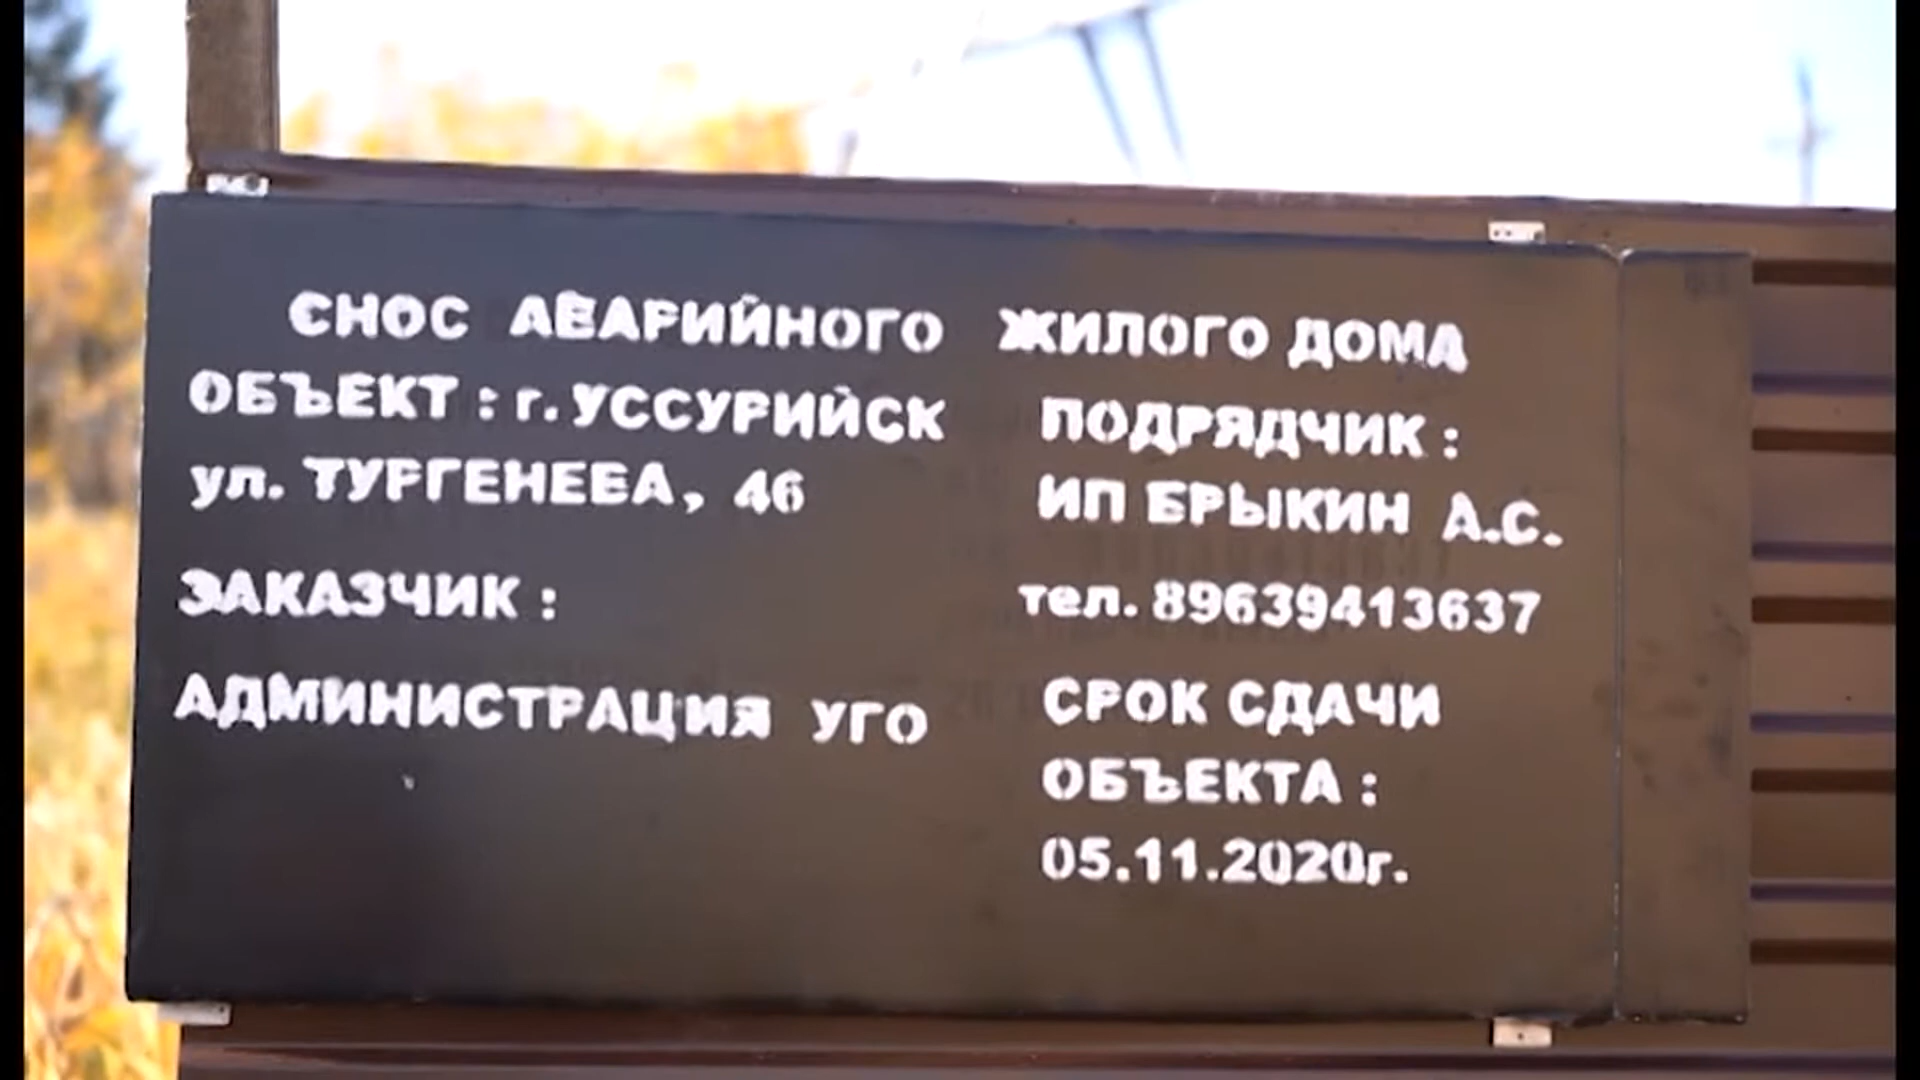 СНОС АВАРИЙНОГО ЖИЛОГО ДОМА
ОБЪЕКТ : г. УССУРИЙСК
ул. ТУРГЕНЕВА, 46
ЗАКАЗЧИК :
АДМИНИСТРАЦИЯ УГО
ПОДРЯДЧИК :
ИП БРЫКИН А.С.
тел. 89639413637
СРОК СДАЧИ
ОБЪЕКТА :
05.11.2020г.